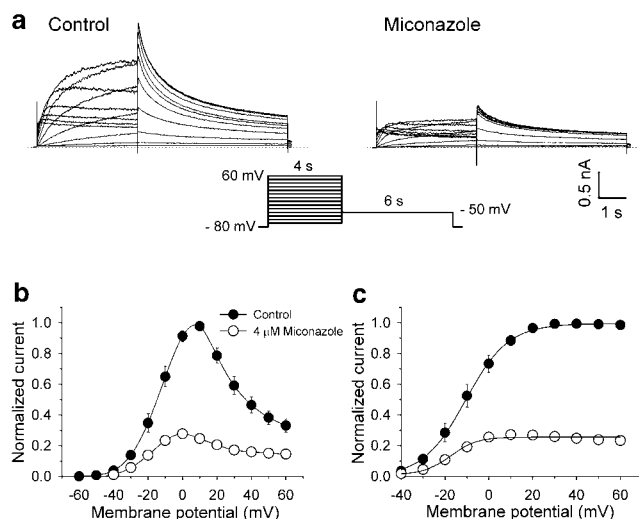 a
Control
Miconazole
4 s
60 mV
6 s
- 80 mV
- 50 mV
0.5 nA
1 s
b
Normalized current
1.0
0.8
0.6
0.4
0.2
0.0
Control
4 μM Miconazole
-60 -40 -20 0 20 40 60
Membrane potential (mV)
c
Normalized current
1.0
0.8
0.6
0.4
0.2
0.0
-40 -20 0 20 40 60
Membrane potential (mV)